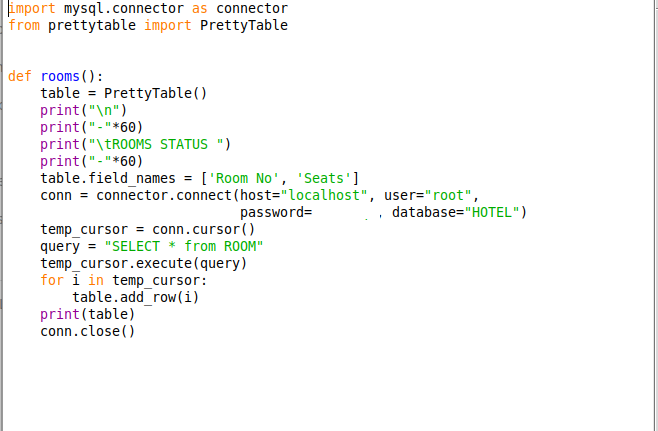 import mysql.connector as connector
from prettytable import PrettyTable
def rooms():
    table = PrettyTable()
    print("\n")
    print("-"*60)
    print("\tROOMS STATUS ")
    print("-"*60)
    table.field_names = ['Room No', 'Seats']
    conn = connector.connect(host="localhost", user="root",
                             password=       , database="HOTEL")
    temp_cursor = conn.cursor()
    query = "SELECT * from ROOM"
    temp_cursor.execute(query)
    for i in temp_cursor:
        table.add_row(i)
    print(table)
    conn.close()